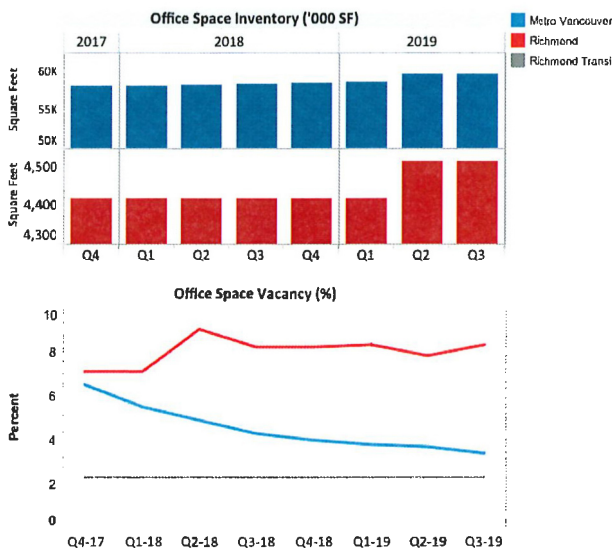 Office Space Inventory ('000 SF)
2017 2018 2019
Metro Vancouver
Richmond
Richmond Transi
Square Feet
60K
55K
50K
Square Feet
4,500
4,400
4,300
Q4 Q1 Q2 Q3 Q4 Q1 Q2 Q3
Office Space Vacancy (%)
Percent
10
8
6
4
2
0
Q4-17 Q1-18 Q2-18 Q3-18 Q4-18 Q1-19 Q2-19 Q3-19